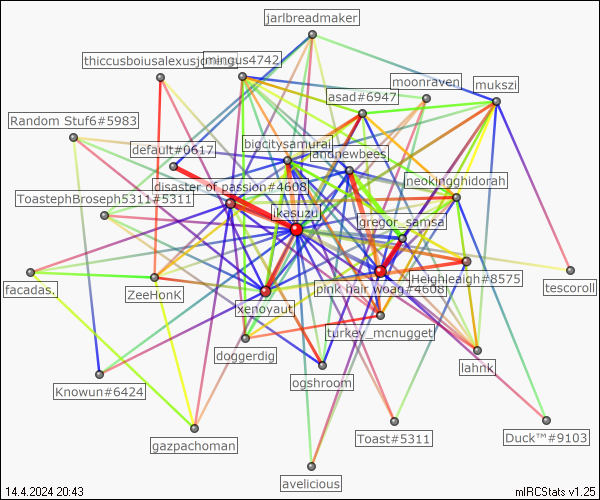 jarlbreadmaker
thiccusboiusalexusjo
mingus4742
moonraven
mukszi
asad#6947
Random Stuf6#5983
default#0617
bigcitysamurai
andnewbees
disaster of passion#4608
neokingghidorah
ToastephBroseph5311#5311
ikasuzu
gregor_samsa
facadas.
ZeeHonK
xenoyaut
pink hair woag#4608
Heighleaigh#8575
tescoroll
turkey_mcnugget
doggerdig
lahnk
ogshroom
Knowun#6424
gazpachoman
Toast#5311
Duck™#9103
avelicious
14.4.2024 20:43
mIRCStats v1.25